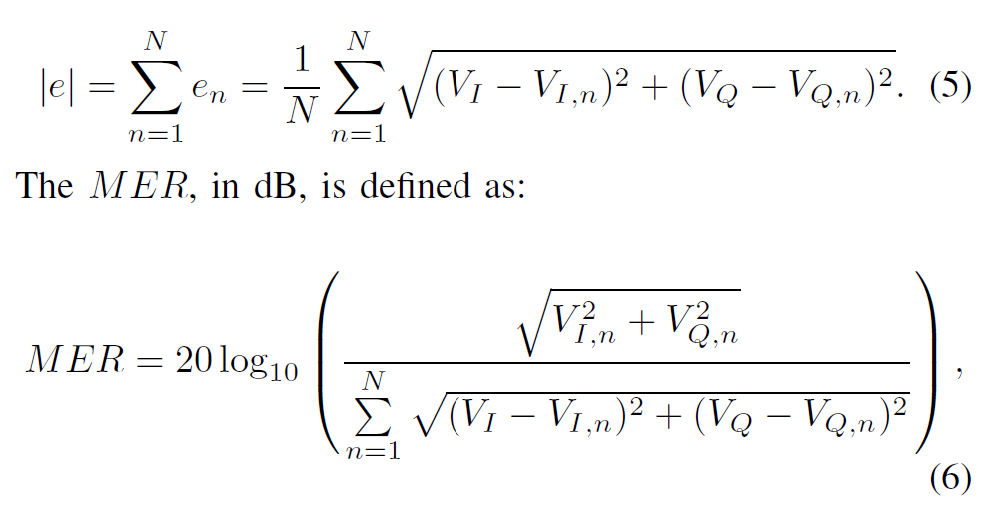 |e| = \sum_{n=1}^{N} e_n = \frac{1}{N} \sum_{n=1}^{N} \sqrt{(V_I - V_{I,n})^2 + (V_Q - V_{Q,n})^2}. (5)
The MER, in dB, is defined as:
MER = 20 \log_{10} \left( \frac{\sqrt{V_{I,n}^2 + V_{Q,n}^2}}{\sum_{n=1}^{N} \sqrt{(V_I - V_{I,n})^2 + (V_Q - V_{Q,n})^2}} \right),
(6)